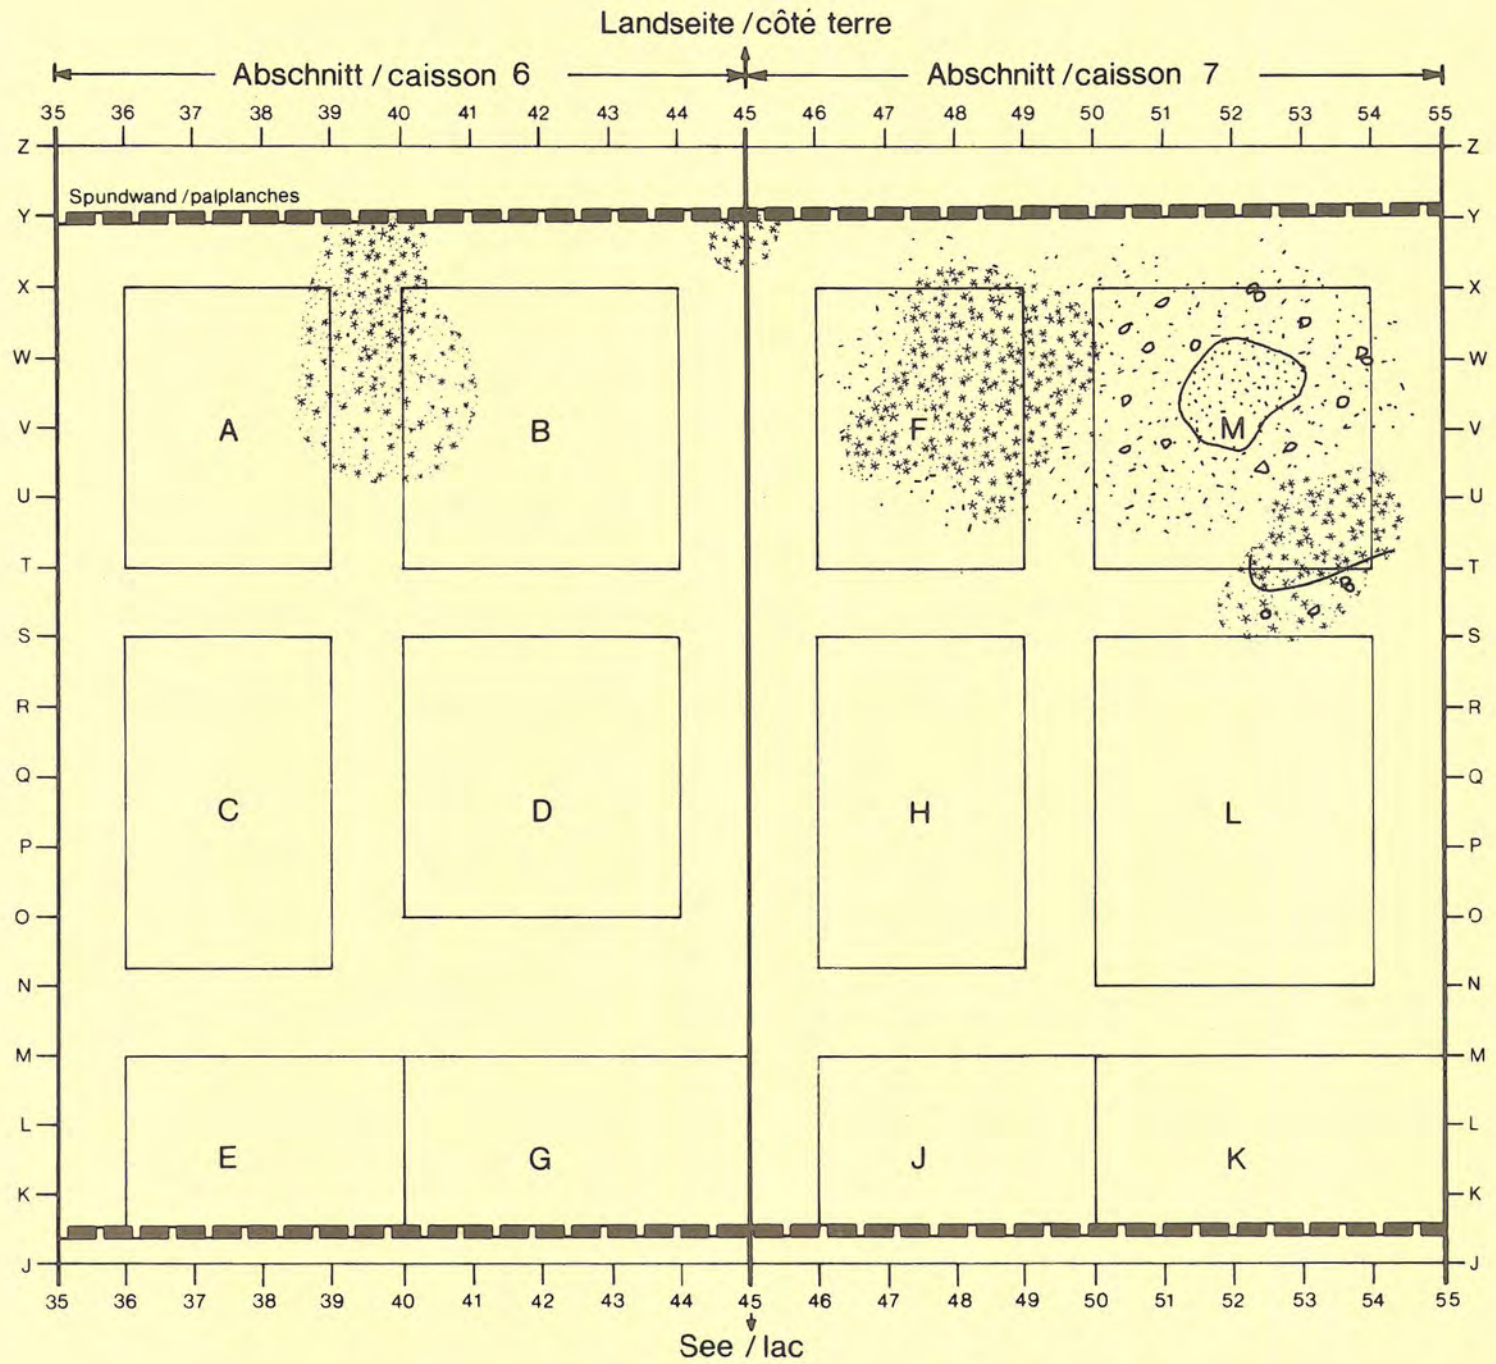 Landseite / côté terre
Abschnitt / caisson 6
Abschnitt / caisson 7
35 36 37 38 39 40 41 42 43 44 45 46 47 48 49 50 51 52 53 54 55
Z Z
Spundwand / palplanches
Y Y
X X
W W
A B F M
V V
U U
T T
S S
R R
Q Q
C D H L
P P
O O
N N
M M
L L
E G J K
K K
J J
35 36 37 38 39 40 41 42 43 44 45 46 47 48 49 50 51 52 53 54 55
See / lac